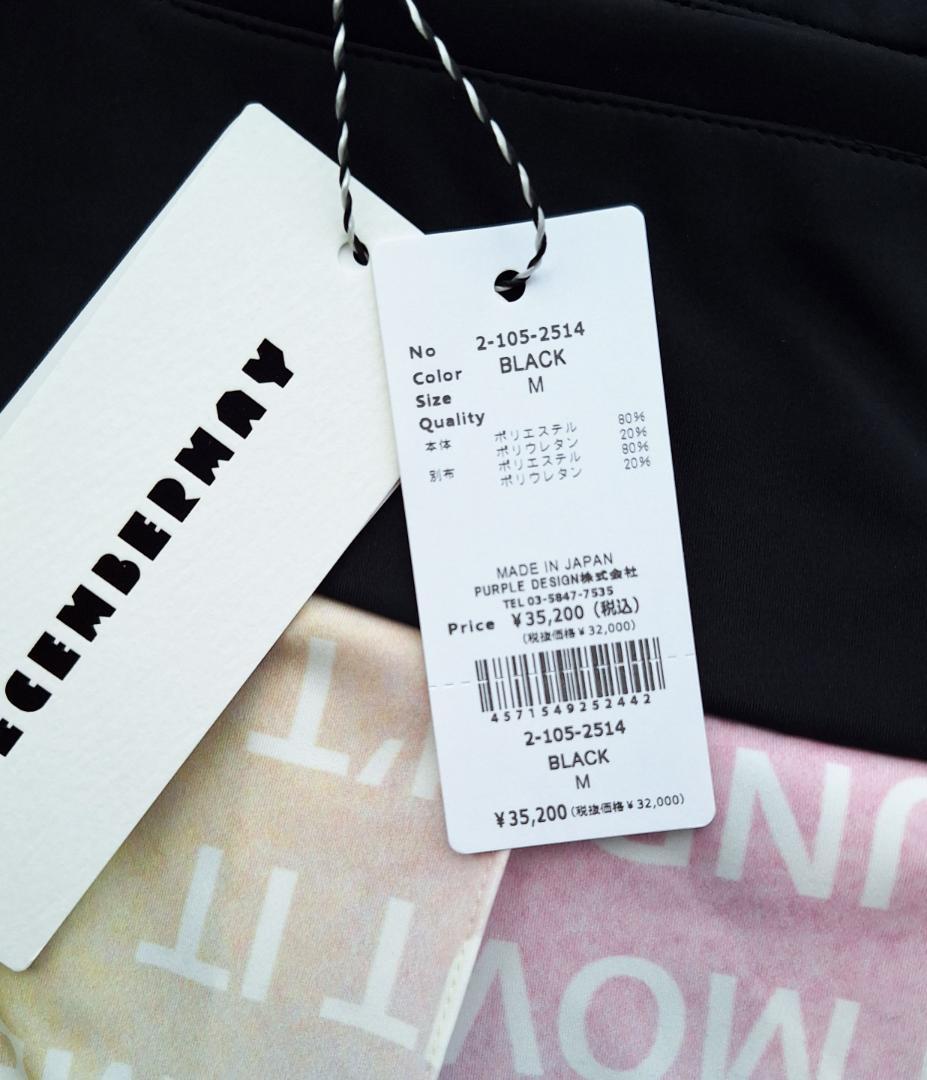 ECEMBERMAY
No 2-105-2514
Color BLACK
Size M
Quality
本体 ポリエステル 80%
ポリウレタン 20%
別布 ポリエステル 80%
ポリウレタン 20%
MADE IN JAPAN
PURPLE DESIGN株式会社
TEL 03-5847-7535
Price ¥35,200（税込）
(税抜価格¥32,000)
4571549252442
2-105-2514
BLACK
M
¥35,200(税抜価格¥32,000)
IT